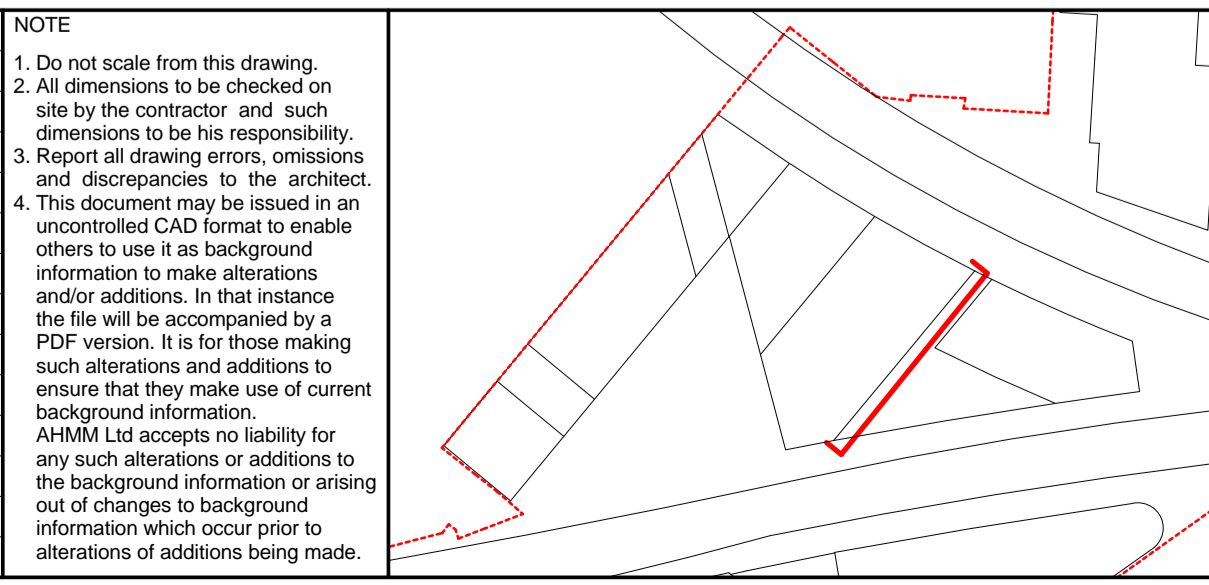 NOTE
1. Do not scale from this drawing.
2. All dimensions to be checked on
site by the contractor and such
dimensions to be his responsibility.
3. Report all drawing errors, omissions
and discrepancies to the architect.
4. This document may be issued in an
uncontrolled CAD format to enable
others to use it as background
information to make alterations
and/or additions. In that instance
the file will be accompanied by a
PDF version. It is for those making
such alterations and additions to
ensure that they make use of current
background information.
AHMM Ltd accepts no liability for
any such alterations or additions to
the background information or arising
out of changes to background
information which occur prior to
alterations of additions being made.